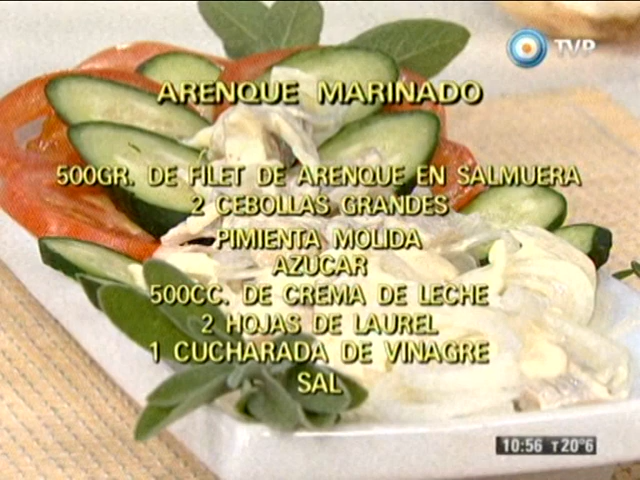 TVP
ARENQUE MARINADO
500GR. DE FILET DE ARENQUE EN SALMUERA
2 CEBOLLAS GRANDES
PIMIENTA MOLIDA
AZUCAR
500CC. DE CREMA DE LECHE
2 HOJAS DE LAUREL
1 CUCHARADA DE VINAGRE
SAL
10:56 T20°6